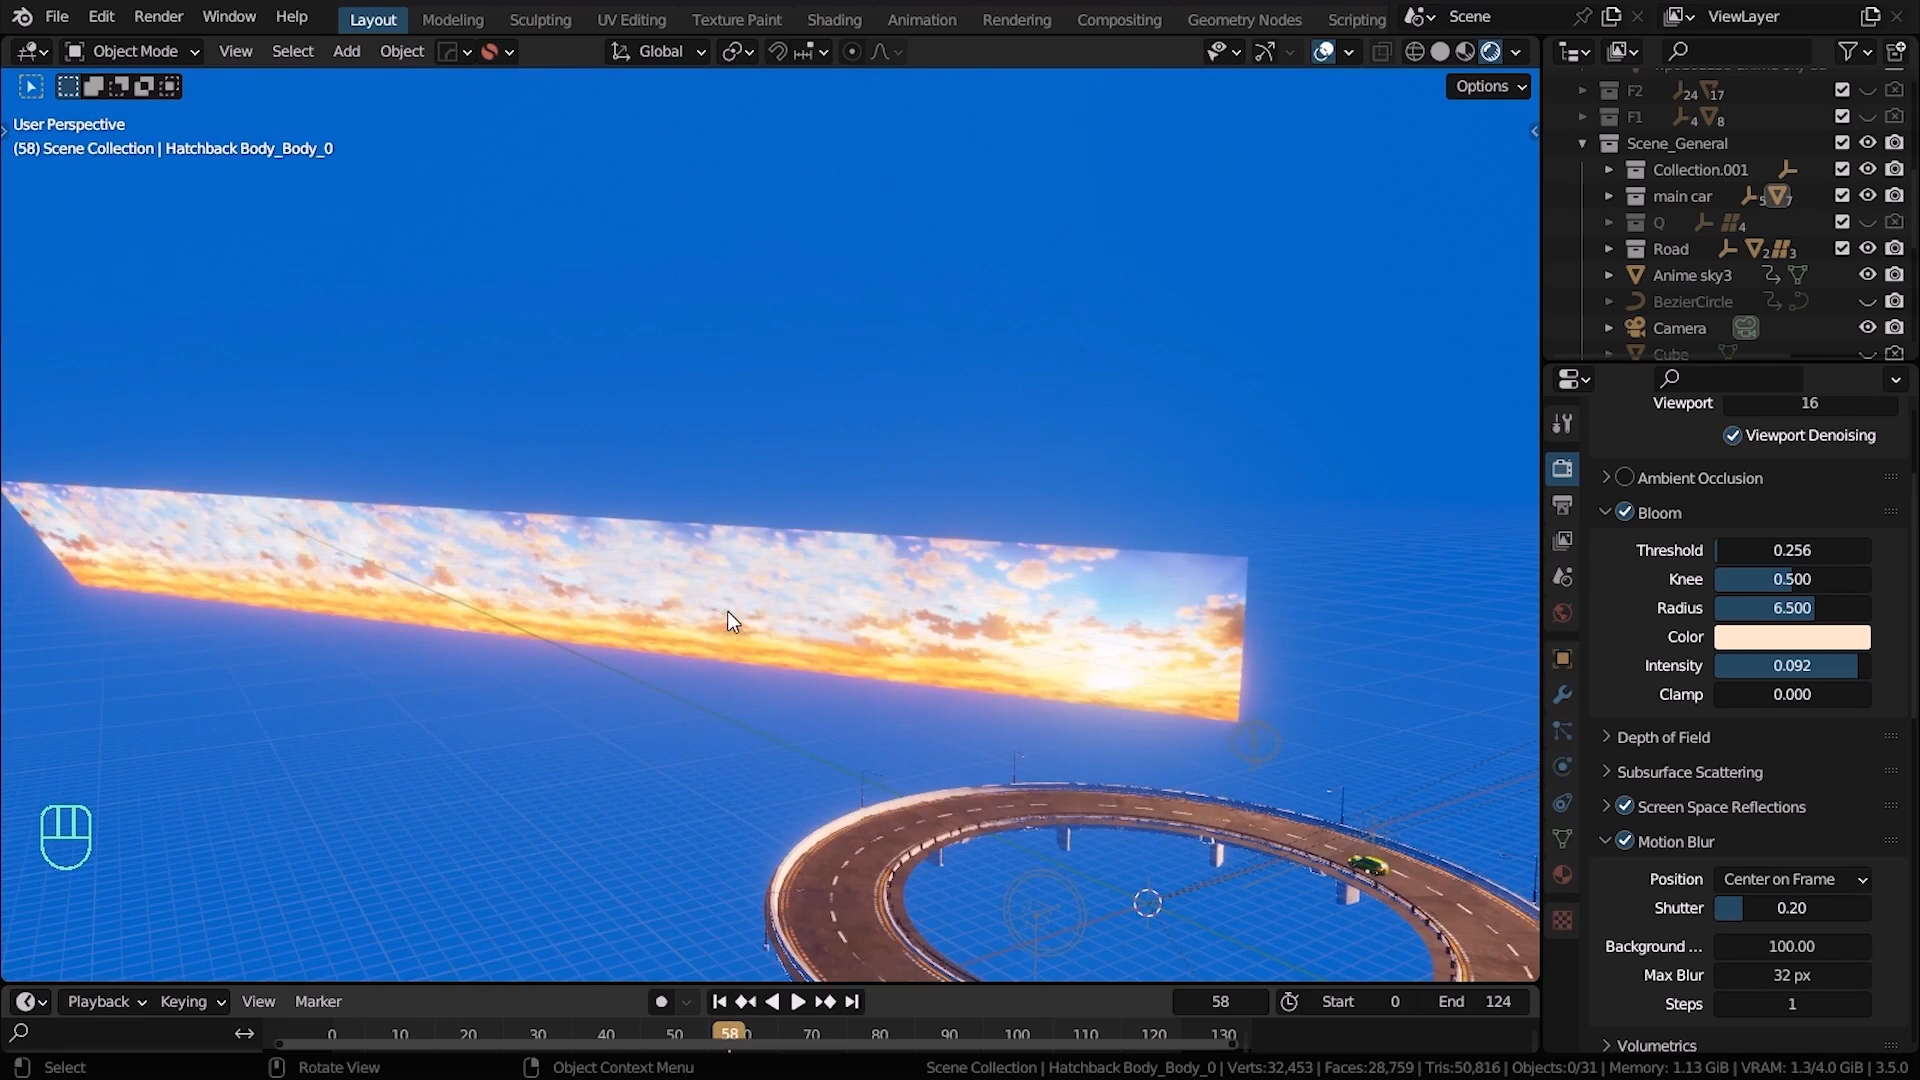 File Edit Render Window Help Layout Modeling Sculpting UV Editing Texture Paint Shading Animation Rendering Compositing Geometry Nodes Scripting Scene ViewLayer
Object Mode View Select Add Object Global
Options
User Perspective
(58) Scene Collection | Hatchback Body_Body_0
F2 24 17
F1 4 8
Scene_General
Collection.001
main car 5 7
Q 4
Road 2 3
Anime sky3
BezierCircle
Camera
Cube
Viewport 16
Viewport Denoising
Ambient Occlusion
Bloom
Threshold 0.256
Knee 0.500
Radius 6.500
Color
Intensity 0.092
Clamp 0.000
Depth of Field
Subsurface Scattering
Screen Space Reflections
Motion Blur
Position Center on Frame
Shutter 0.20
Background ... 100.00
Max Blur 32 px
Steps 1
Volumetrics
Playback Keying View Marker 58 Start 0 End 124
0 10 20 30 40 50 58 70 80 90 100 110 120 130
Select Rotate View Object Context Menu Scene Collection | Hatchback Body_Body_0 | Verts:32,453 | Faces:28,759 | Tris:50,816 | Objects:0/31 | Memory: 1.13 GiB | VRAM: 1.3/4.0 GiB | 3.5.0